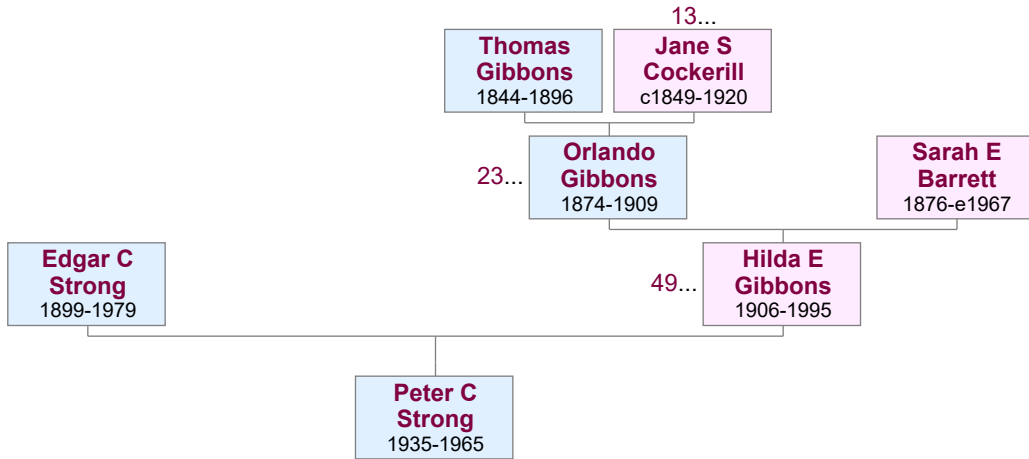 13...
Thomas
Gibbons
1844-1896
Jane S
Cockerill
c1849-1920
23...
Orlando
Gibbons
1874-1909
Sarah E
Barrett
1876-e1967
Edgar C
Strong
1899-1979
49...
Hilda E
Gibbons
1906-1995
Peter C
Strong
1935-1965